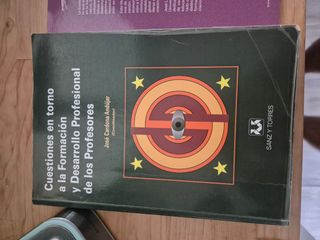 Cuestiones en torno
a la Formación
y Desarrollo Profesional
de los Profesores
José Cardona Andújar
(Coordinador)
SANZ Y TORRES